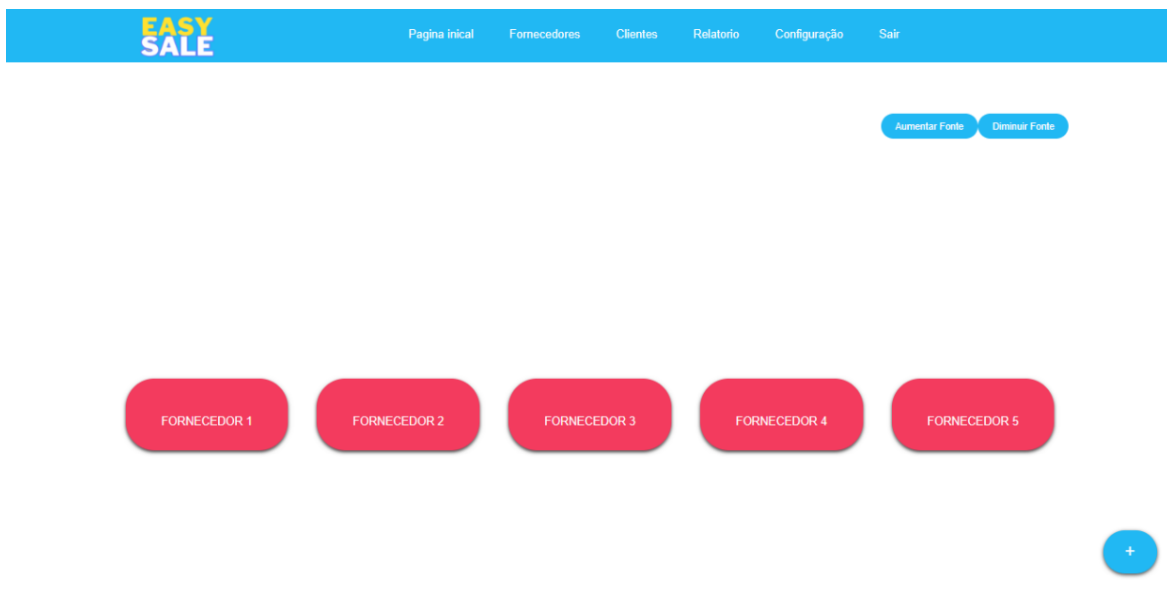 EASY
SALE
Pagina inical Fornecedores Clientes Relatorio Configuração Sair
Aumentar Fonte Diminuir Fonte
FORNECEDOR 1 FORNECEDOR 2 FORNECEDOR 3 FORNECEDOR 4 FORNECEDOR 5
+